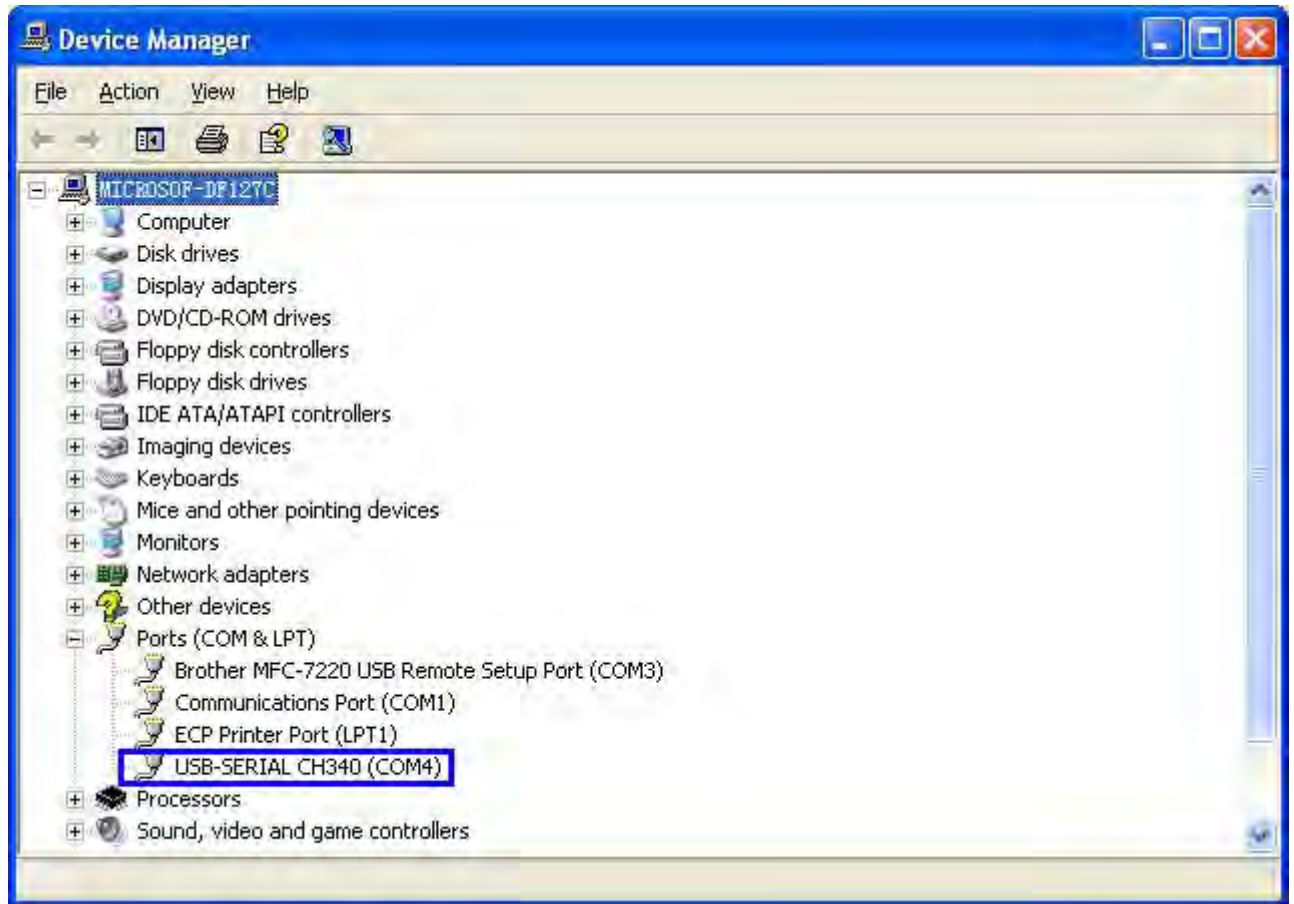 Device Manager
File Action View Help
MICROSOF-DF127C
Computer
Disk drives
Display adapters
DVD/CD-ROM drives
Floppy disk controllers
Floppy disk drives
IDE ATA/ATAPI controllers
Imaging devices
Keyboards
Mice and other pointing devices
Monitors
Network adapters
Other devices
Ports (COM & LPT)
Brother MFC-7220 USB Remote Setup Port (COM3)
Communications Port (COM1)
ECP Printer Port (LPT1)
USB-SERIAL CH340 (COM4)
Processors
Sound, video and game controllers